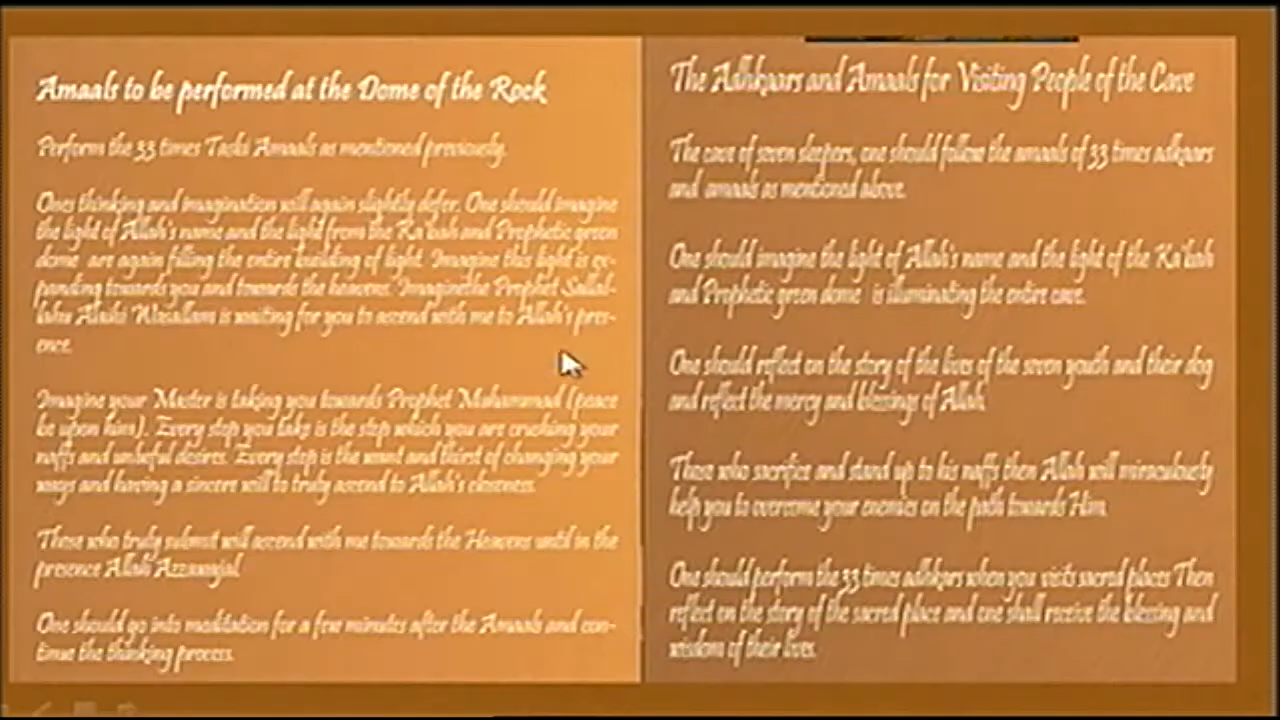 Amaals to be performed at the Dome of the Rock
Perform the 33 times Tasbi Amaals as mentioned previously.
Ones thinking and imagination will again slightly defer. One should imagine
the light of Allah's name and the light from the Ka'bah and Prophetic green
dome are again filling the entire building of light. Imagine this light is ex-
panding towards you and towards the heavens. Imagine the Prophet Sallal-
lahu Alaihi Wasallam is waiting for you to ascend with me to Allah's pres-
ence.
Imagine your Master is taking you towards Prophet Muhammad (peace
be upon him). Every step you take is the step which you are crushing your
naffs and unlawful desires. Every step is the want and thirst of changing your
ways and having a sincere will to truly ascend to Allah's closeness.
Those who truly submit will ascend with me towards the Heavens until in the
presence Allah Azzawajal.
One should go into meditation for a few minutes after the Amaals and con-
tinue the thinking process.
The Adhkaars and Amaals for Visiting People of the Cave
The cave of seven sleepers, one should follow the amaals of 33 times adkaars
and amaals as mentioned above.
One should imagine the light of Allah's name and the light of the Ka'bah
and Prophetic green dome is illuminating the entire cave.
One should reflect on the story of the lives of the seven youth and their dog
and reflect the mercy and blessings of Allah.
Those who sacrifice and stand up to his naffs then Allah will miraculously
help you to overcome your enemies on the path towards Him.
One should perform the 33 times adhkars when you visits sacred places Then
reflect on the story of the sacred place and one shall receive the blessing and
wisdom of their lives.